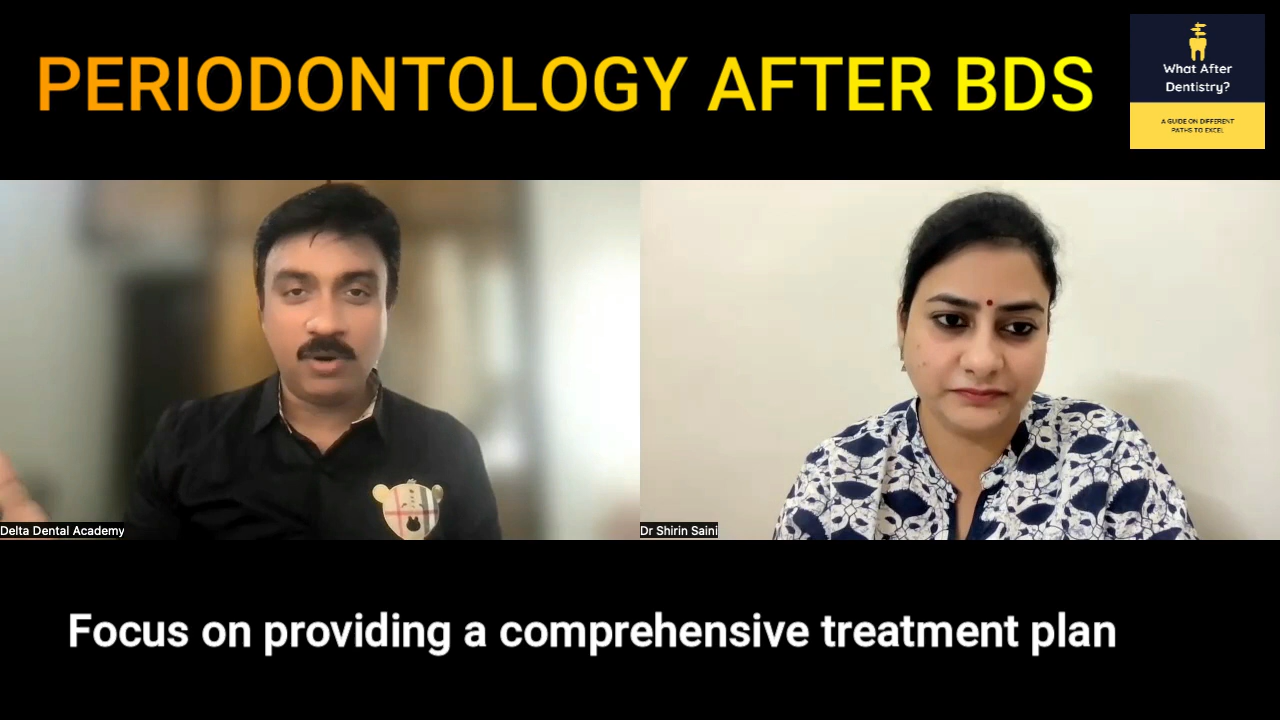 PERIODONTOLOGY AFTER BDS
What After
Dentistry?
A GUIDE ON DIFFERENT
PATHS TO EXCEL
Delta Dental Academy
Dr Shirin Saini
Focus on providing a comprehensive treatment plan